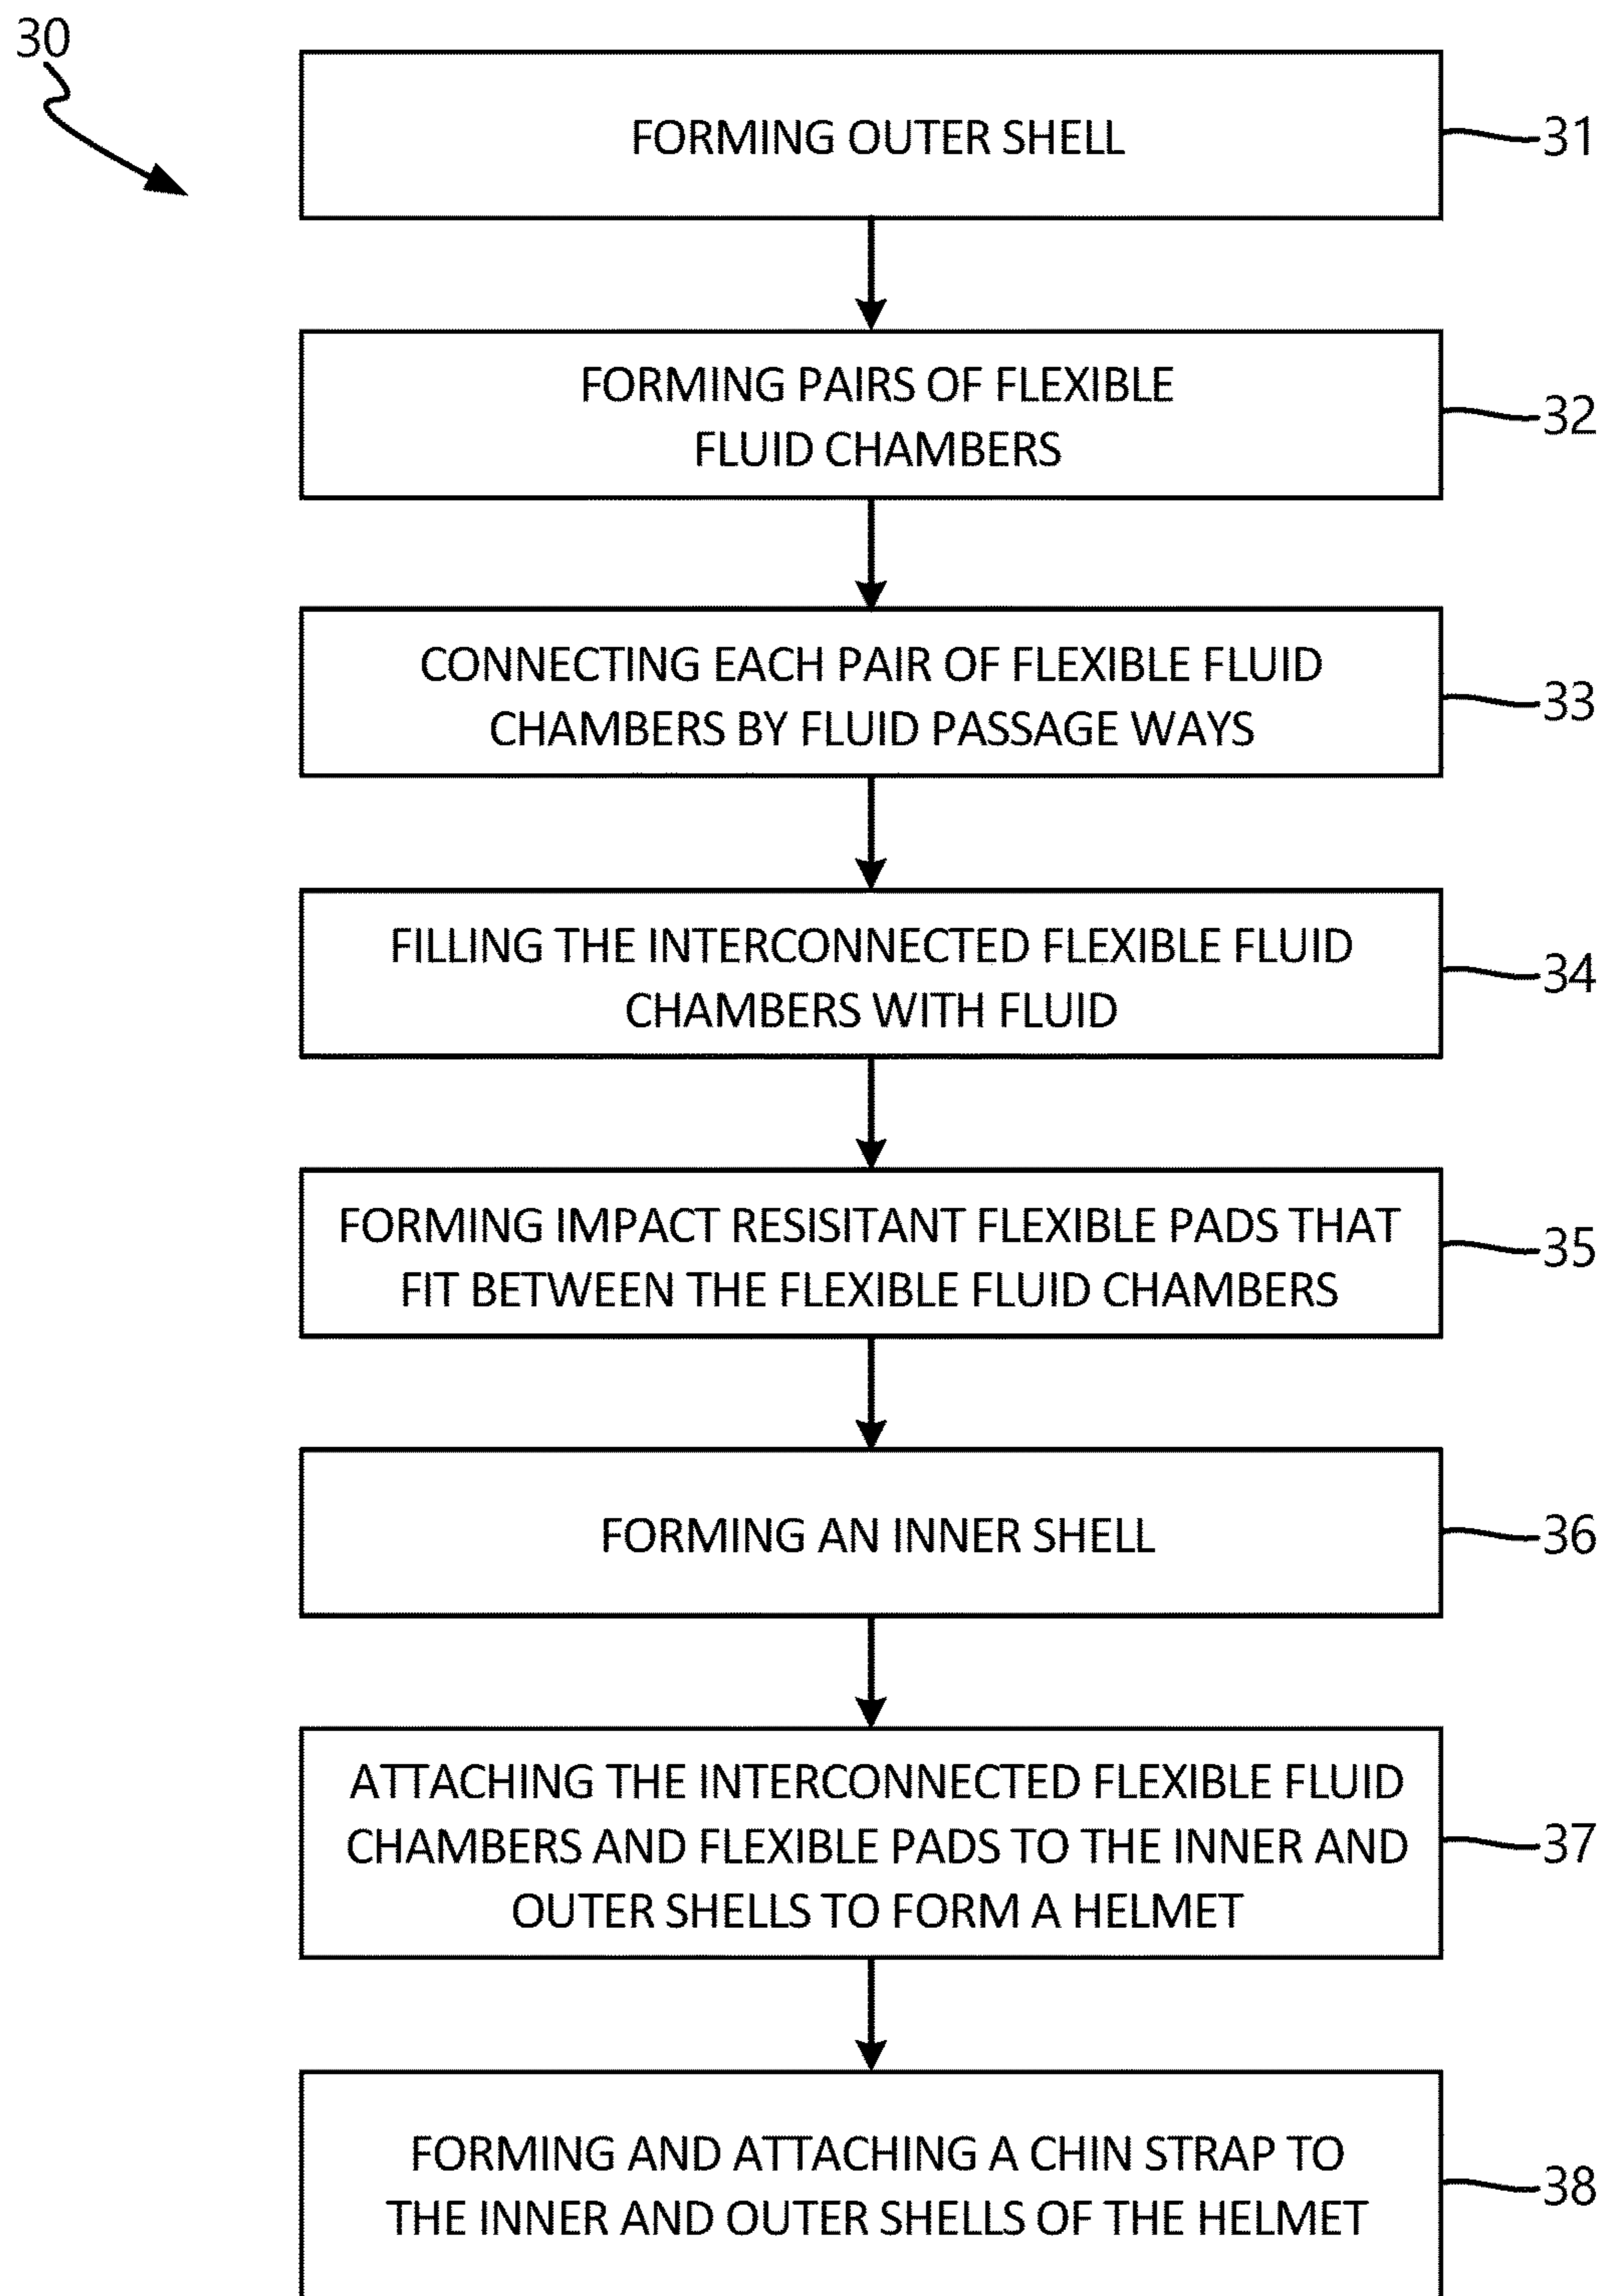 30
FORMING OUTER SHELL
31
FORMING PAIRS OF FLEXIBLE
FLUID CHAMBERS
32
CONNECTING EACH PAIR OF FLEXIBLE FLUID
CHAMBERS BY FLUID PASSAGE WAYS
33
FILLING THE INTERCONNECTED FLEXIBLE FLUID
CHAMBERS WITH FLUID
34
FORMING IMPACT RESISITANT FLEXIBLE PADS THAT
FIT BETWEEN THE FLEXIBLE FLUID CHAMBERS
35
FORMING AN INNER SHELL
36
ATTACHING THE INTERCONNECTED FLEXIBLE FLUID
CHAMBERS AND FLEXIBLE PADS TO THE INNER AND
OUTER SHELLS TO FORM A HELMET
37
FORMING AND ATTACHING A CHIN STRAP TO
THE INNER AND OUTER SHELLS OF THE HELMET
38